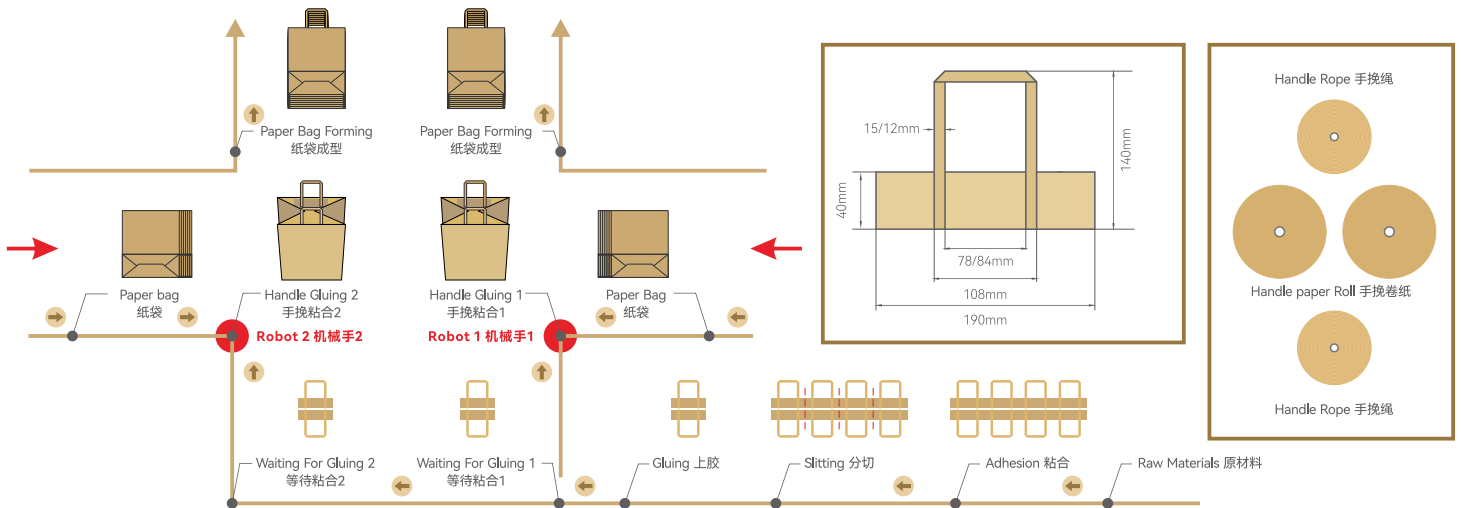 Paper Bag Forming
纸袋成型
Paper Bag Forming
纸袋成型
Paper bag
纸袋
Handle Gluing 2
手挽粘合2
Robot 2 机械手2
Handle Gluing 1
手挽粘合1
Robot 1 机械手1
Paper Bag
纸袋
Waiting For Gluing 2
等待粘合2
Waiting For Gluing 1
等待粘合1
Gluing 上胶
Slitting 分切
Adhesion 粘合
Raw Materials 原材料
15/12mm
140mm
40mm
78/84mm
108mm
190mm
Handle Rope 手挽绳
Handle paper Roll 手挽卷纸
Handle Rope 手挽绳